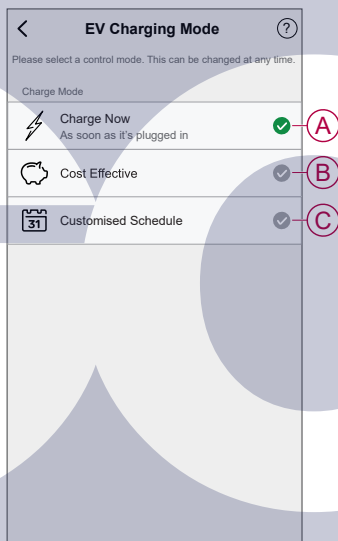 EV Charging Mode
?
Please select a control mode. This can be changed at any time.
Charge Mode
Charge Now
As soon as it's plugged in
A
Cost Effective
B
31
Customised Schedule
C